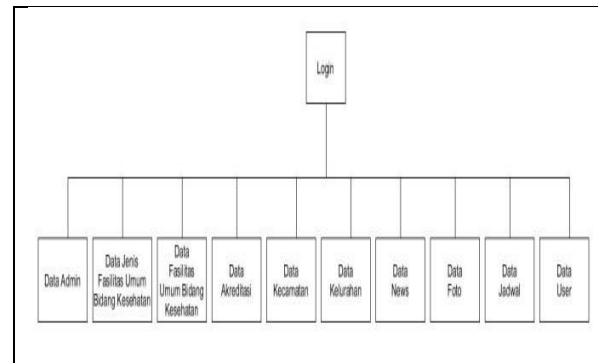 Login
Data Admin
Data Jenis
Fasilitas Umum
Bidang Kesehatan
Data
Fasilitas
Umum Bidang
Kesehatan
Data
Akreditasi
Data
Kecamatan
Data
Kelurahan
Data
News
Data
Foto
Data
Jadwal
Data
User